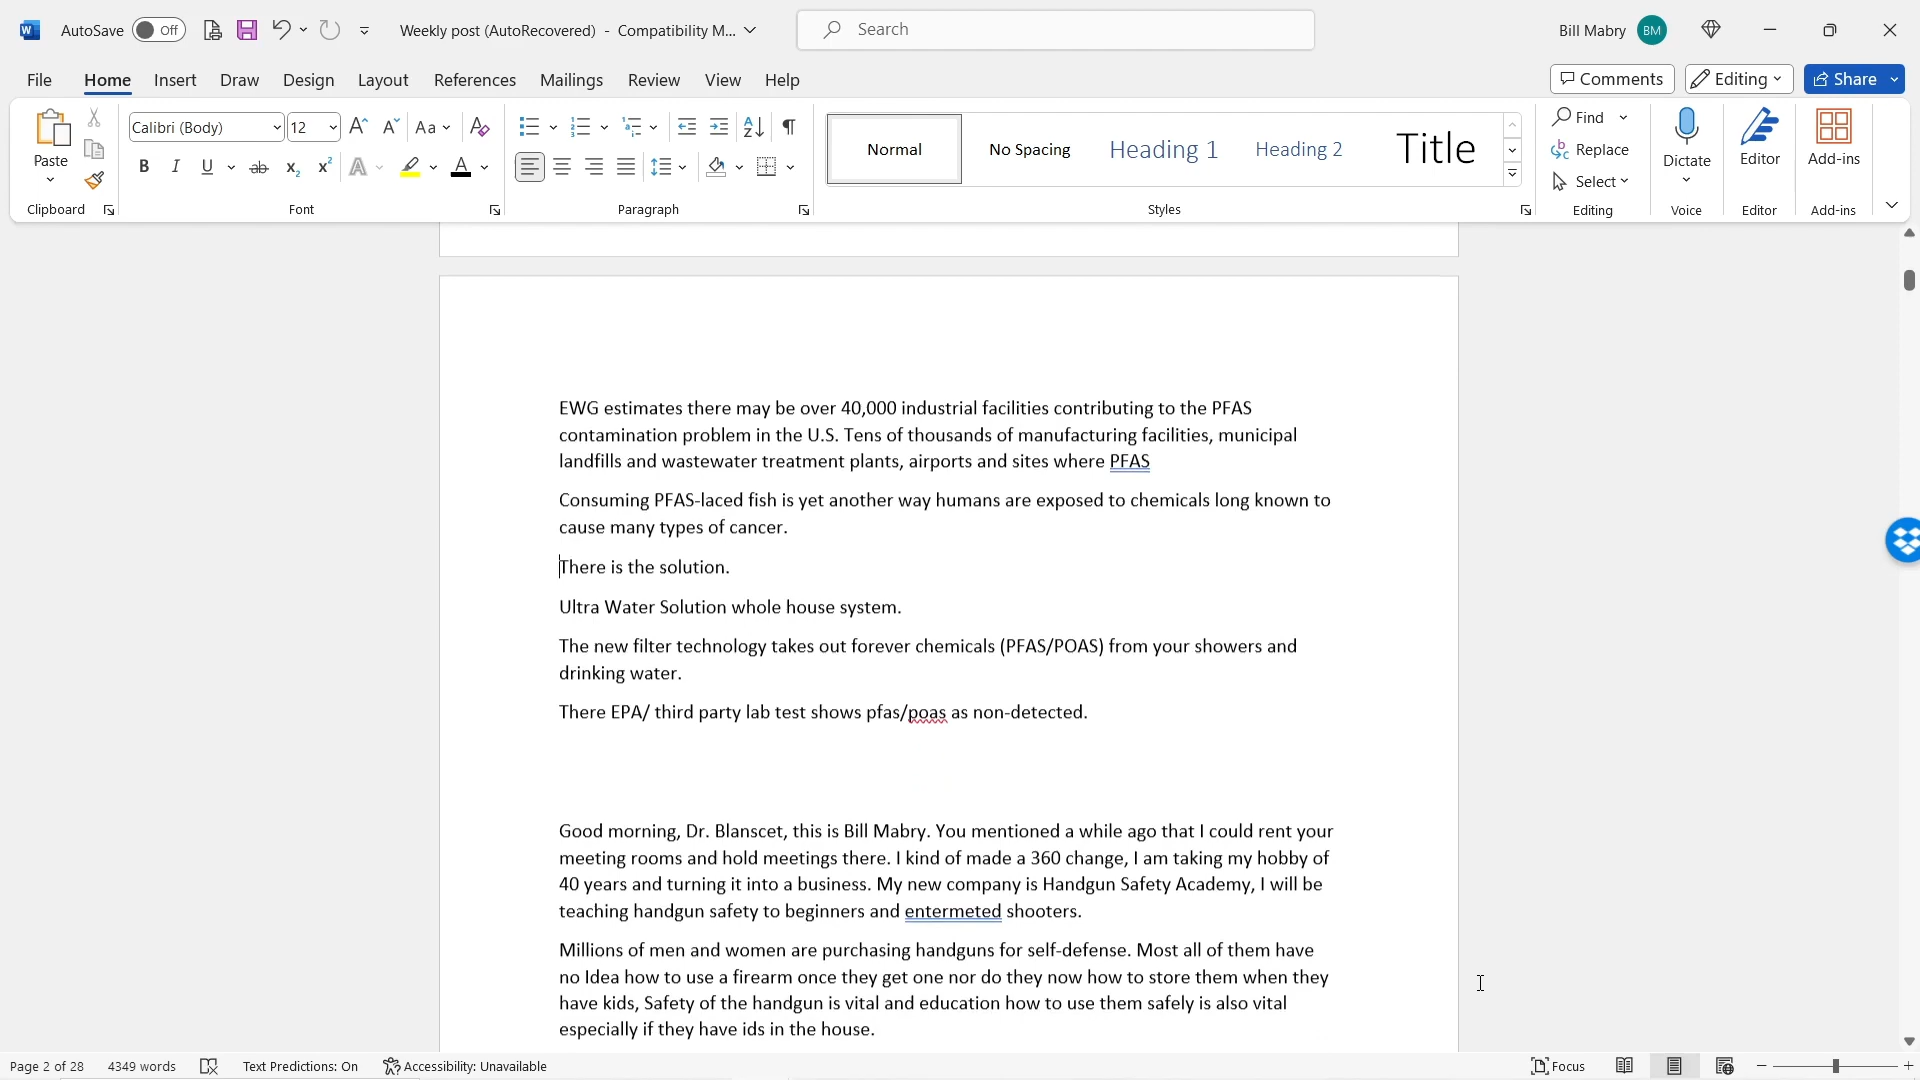 AutoSave Off Weekly post (AutoRecovered) - Compatibility M... Search Bill Mabry BM
File Home Insert Draw Design Layout References Mailings Review View Help Comments Editing Share
Paste
Clipboard
Calibri (Body) 12
Aa
B I U ab x₂ x² A A
Font
Paragraph
Normal No Spacing Heading 1 Heading 2 Title
Styles
Find
Replace
Select
Editing
Dictate
Voice
Editor
Editor
Add-ins
Add-ins
EWG estimates there may be over 40,000 industrial facilities contributing to the PFAS
contamination problem in the U.S. Tens of thousands of manufacturing facilities, municipal
landfills and wastewater treatment plants, airports and sites where PFAS
Consuming PFAS-laced fish is yet another way humans are exposed to chemicals long known to
cause many types of cancer.
There is the solution.
Ultra Water Solution whole house system.
The new filter technology takes out forever chemicals (PFAS/POAS) from your showers and
drinking water.
There EPA/ third party lab test shows pfas/poas as non-detected.
Good morning, Dr. Blanscet, this is Bill Mabry. You mentioned a while ago that I could rent your
meeting rooms and hold meetings there. I kind of made a 360 change, I am taking my hobby of
40 years and turning it into a business. My new company is Handgun Safety Academy, I will be
teaching handgun safety to beginners and entermeted shooters.
Millions of men and women are purchasing handguns for self-defense. Most all of them have
no Idea how to use a firearm once they get one nor do they now how to store them when they
have kids, Safety of the handgun is vital and education how to use them safely is also vital
especially if they have ids in the house.
Page 2 of 28 4349 words Text Predictions: On Accessibility: Unavailable Focus